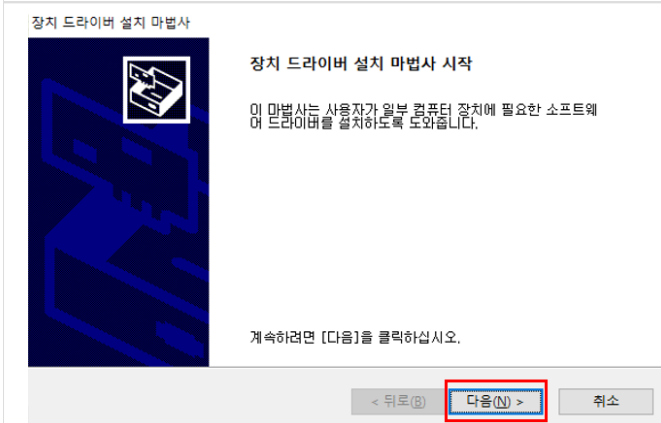 장치 드라이버 설치 마법사
장치 드라이버 설치 마법사 시작
이 마법사는 사용자가 일부 컴퓨터 장치에 필요한 소프트웨
어 드라이버를 설치하도록 도와줍니다.
계속하려면 [다음]을 클릭하십시오.
< 뒤로(B) 다음(N) > 취소